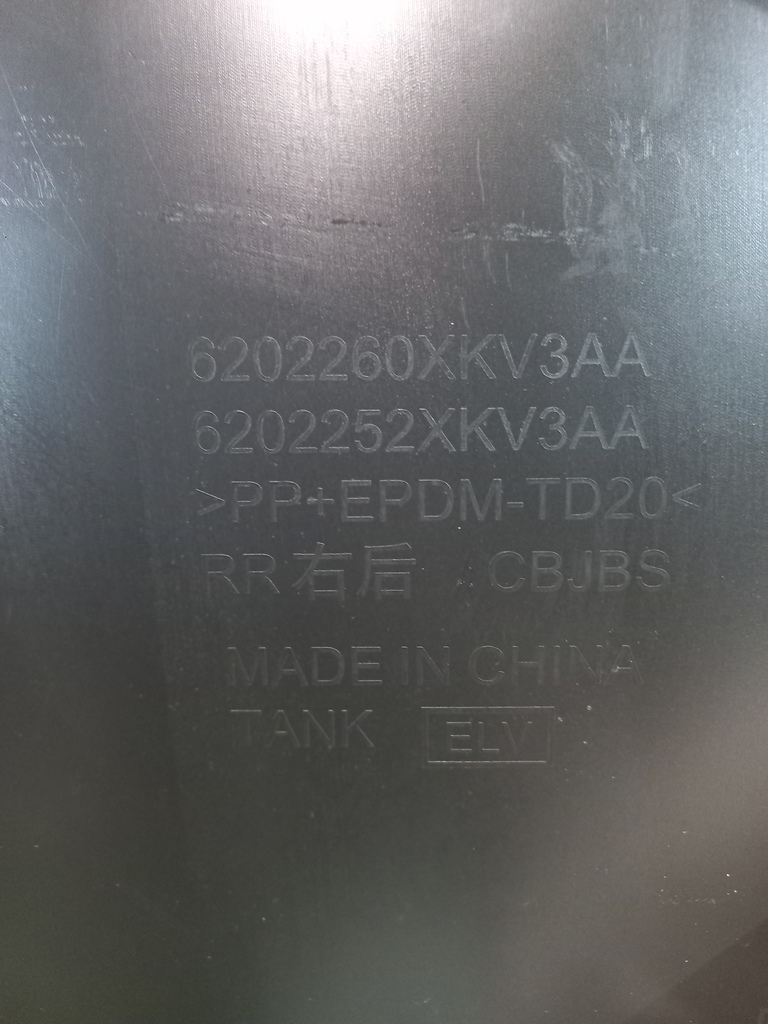 6202260XKV3AA
6202252XKV3AA
>PP+EPDM-TD20<
RR 右后 CBJBS
MADE IN CHINA
TANK ELV